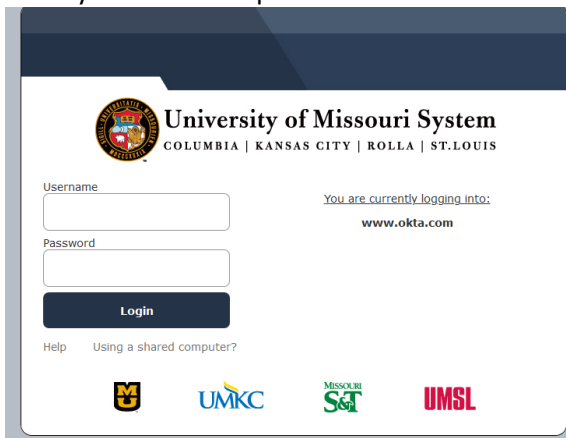 University of Missouri System
COLUMBIA | KANSAS CITY | ROLLA | ST.LOUIS
Username
You are currently logging into:
www.okta.com
Password
Login
Help Using a shared computer?
UMKC
MISSOURI
S&T
UMSL